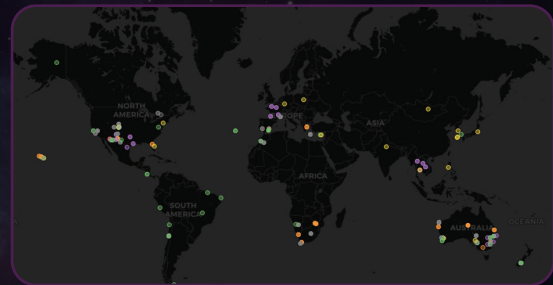 NORTH
AMERICA
EUROPE
ASIA
AFRICA
SOUTH
AMERICA
AUSTRALIA
OCEANIA